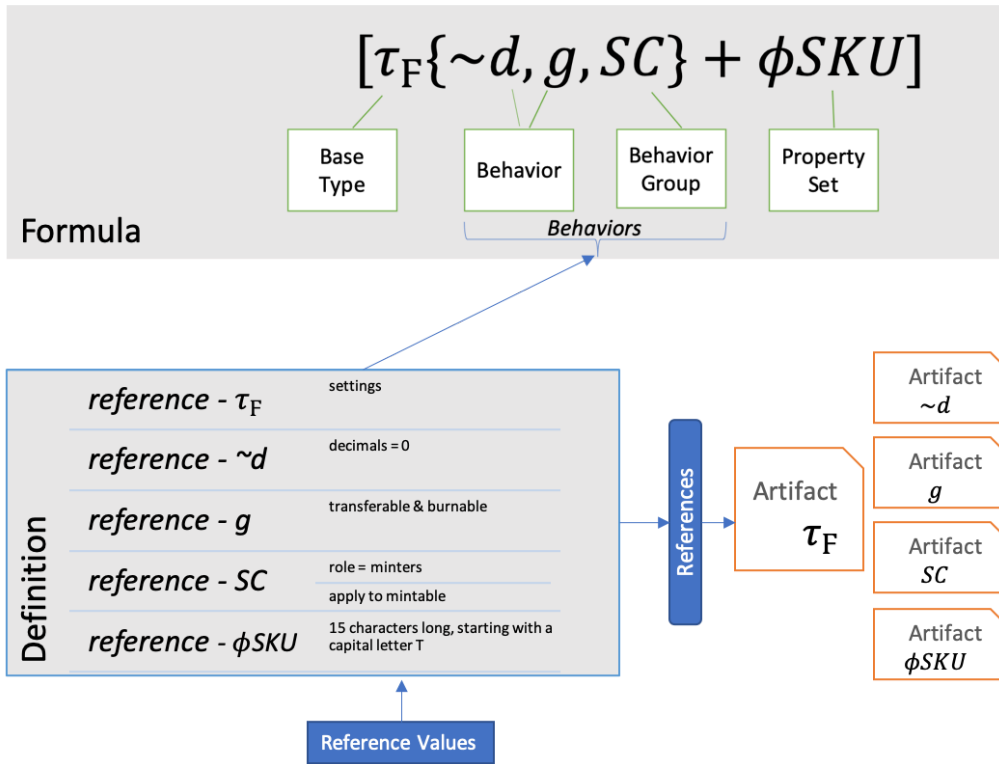 [τF{~d, g, SC} + ϕSKU]
Base
Type
Behavior
Behavior
Group
Property
Set
Behaviors
Formula
Definition
reference - τF
settings
reference - ~d
decimals = 0
reference - g
transferable & burnable
reference - SC
role = minters
apply to mintable
reference - ϕSKU
15 characters long, starting with a
capital letter T
References
Artifact
τF
Artifact
~d
Artifact
g
Artifact
SC
Artifact
ϕSKU
Reference Values